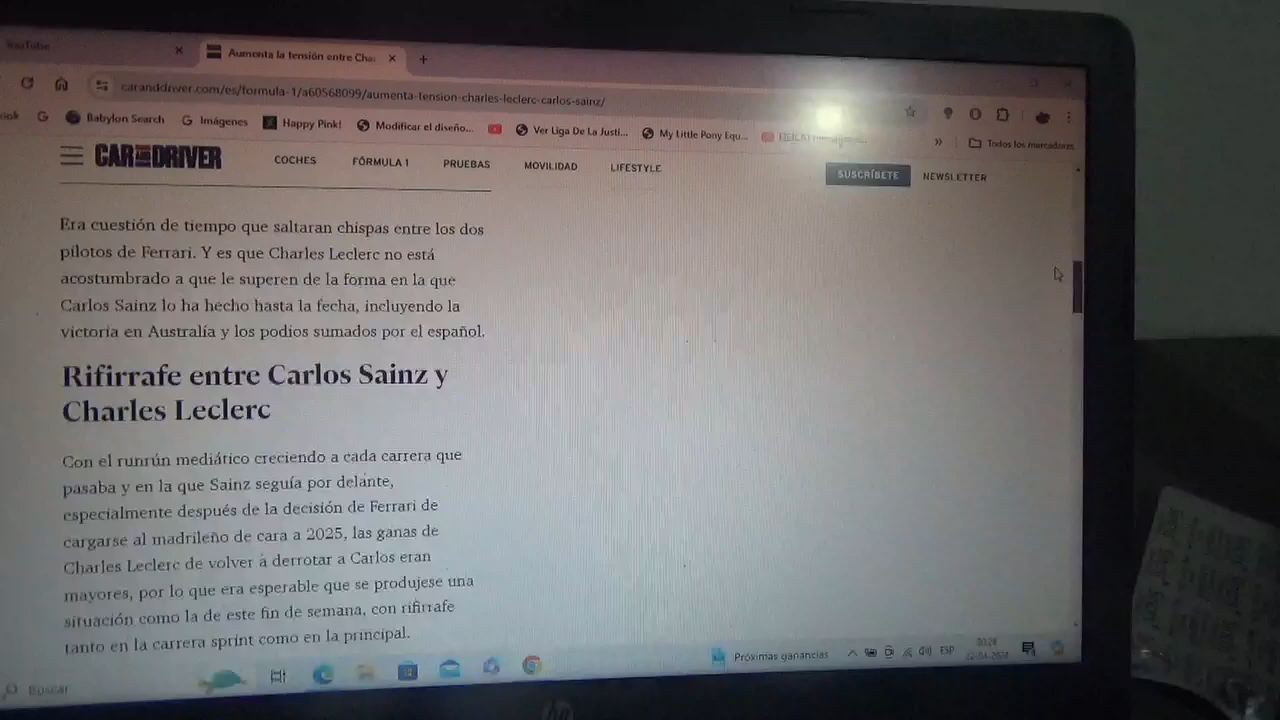 YouTube
Aumenta la tensión entre Cha
caranddriver.com/es/formula-1/a60568099/aumenta-tension-charles-leclerc-carlos-sainz/
Babylon Search
Imágenes
Happy Pink!
Modificar el diseño...
Ver Liga De La Justi...
My Little Pony Equ...
Todos los marcadores
CAR AND DRIVER
COCHES
FÓRMULA 1
PRUEBAS
MOVILIDAD
LIFESTYLE
SUSCRÍBETE
NEWSLETTER
Era cuestión de tiempo que saltaran chispas entre los dos
pilotos de Ferrari. Y es que Charles Leclerc no está
acostumbrado a que le superen de la forma en la que
Carlos Sainz lo ha hecho hasta la fecha, incluyendo la
victoria en Australia y los podios sumados por el español.
Rifirrafe entre Carlos Sainz y
Charles Leclerc
Con el runrún mediático creciendo a cada carrera que
pasaba y en la que Sainz seguía por delante,
especialmente después de la decisión de Ferrari de
cargarse al madrileño de cara a 2025, las ganas de
Charles Leclerc de volver a derrotar a Carlos eran
mayores, por lo que era esperable que se produjese una
situación como la de este fin de semana, con rifirrafe
tanto en la carrera sprint como en la principal.
Buscar
Próximas ganancias
ESP
hp